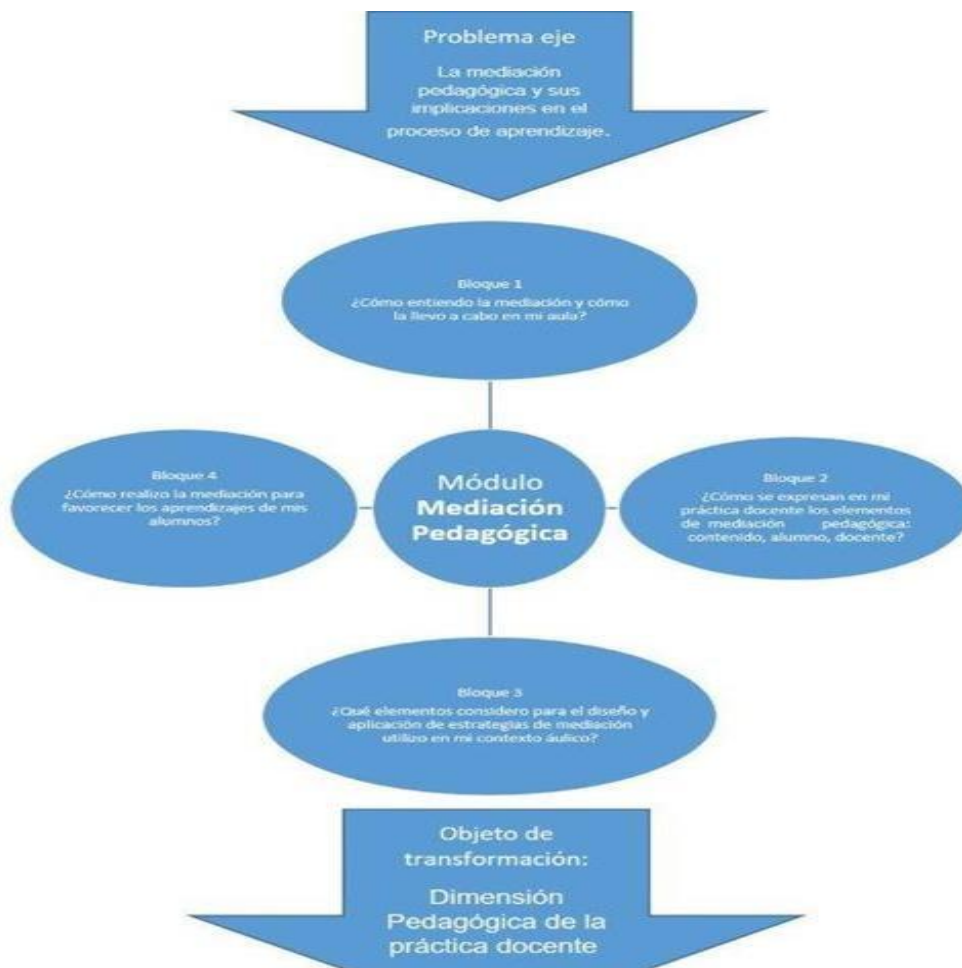 Problema eje
La mediación
pedagógica y sus
implicaciones en el
proceso de aprendizaje.
Bloque 1
¿Cómo entiendo la mediación y cómo
la llevo a cabo en mi aula?
Bloque 4
¿Cómo realizo la mediación para
favorecer los aprendizajes de mis
alumnos?
Módulo
Mediación
Pedagógica
Bloque 2
¿Cómo se expresan en mi
práctica docente los elementos
de mediación pedagógica:
contenido, alumno, docente?
Bloque 3
¿Qué elementos considero para el diseño y
aplicación de estrategias de mediación
utilizo en mi contexto áulico?
Objeto de
transformación:
Dimensión
Pedagógica de la
práctica docente